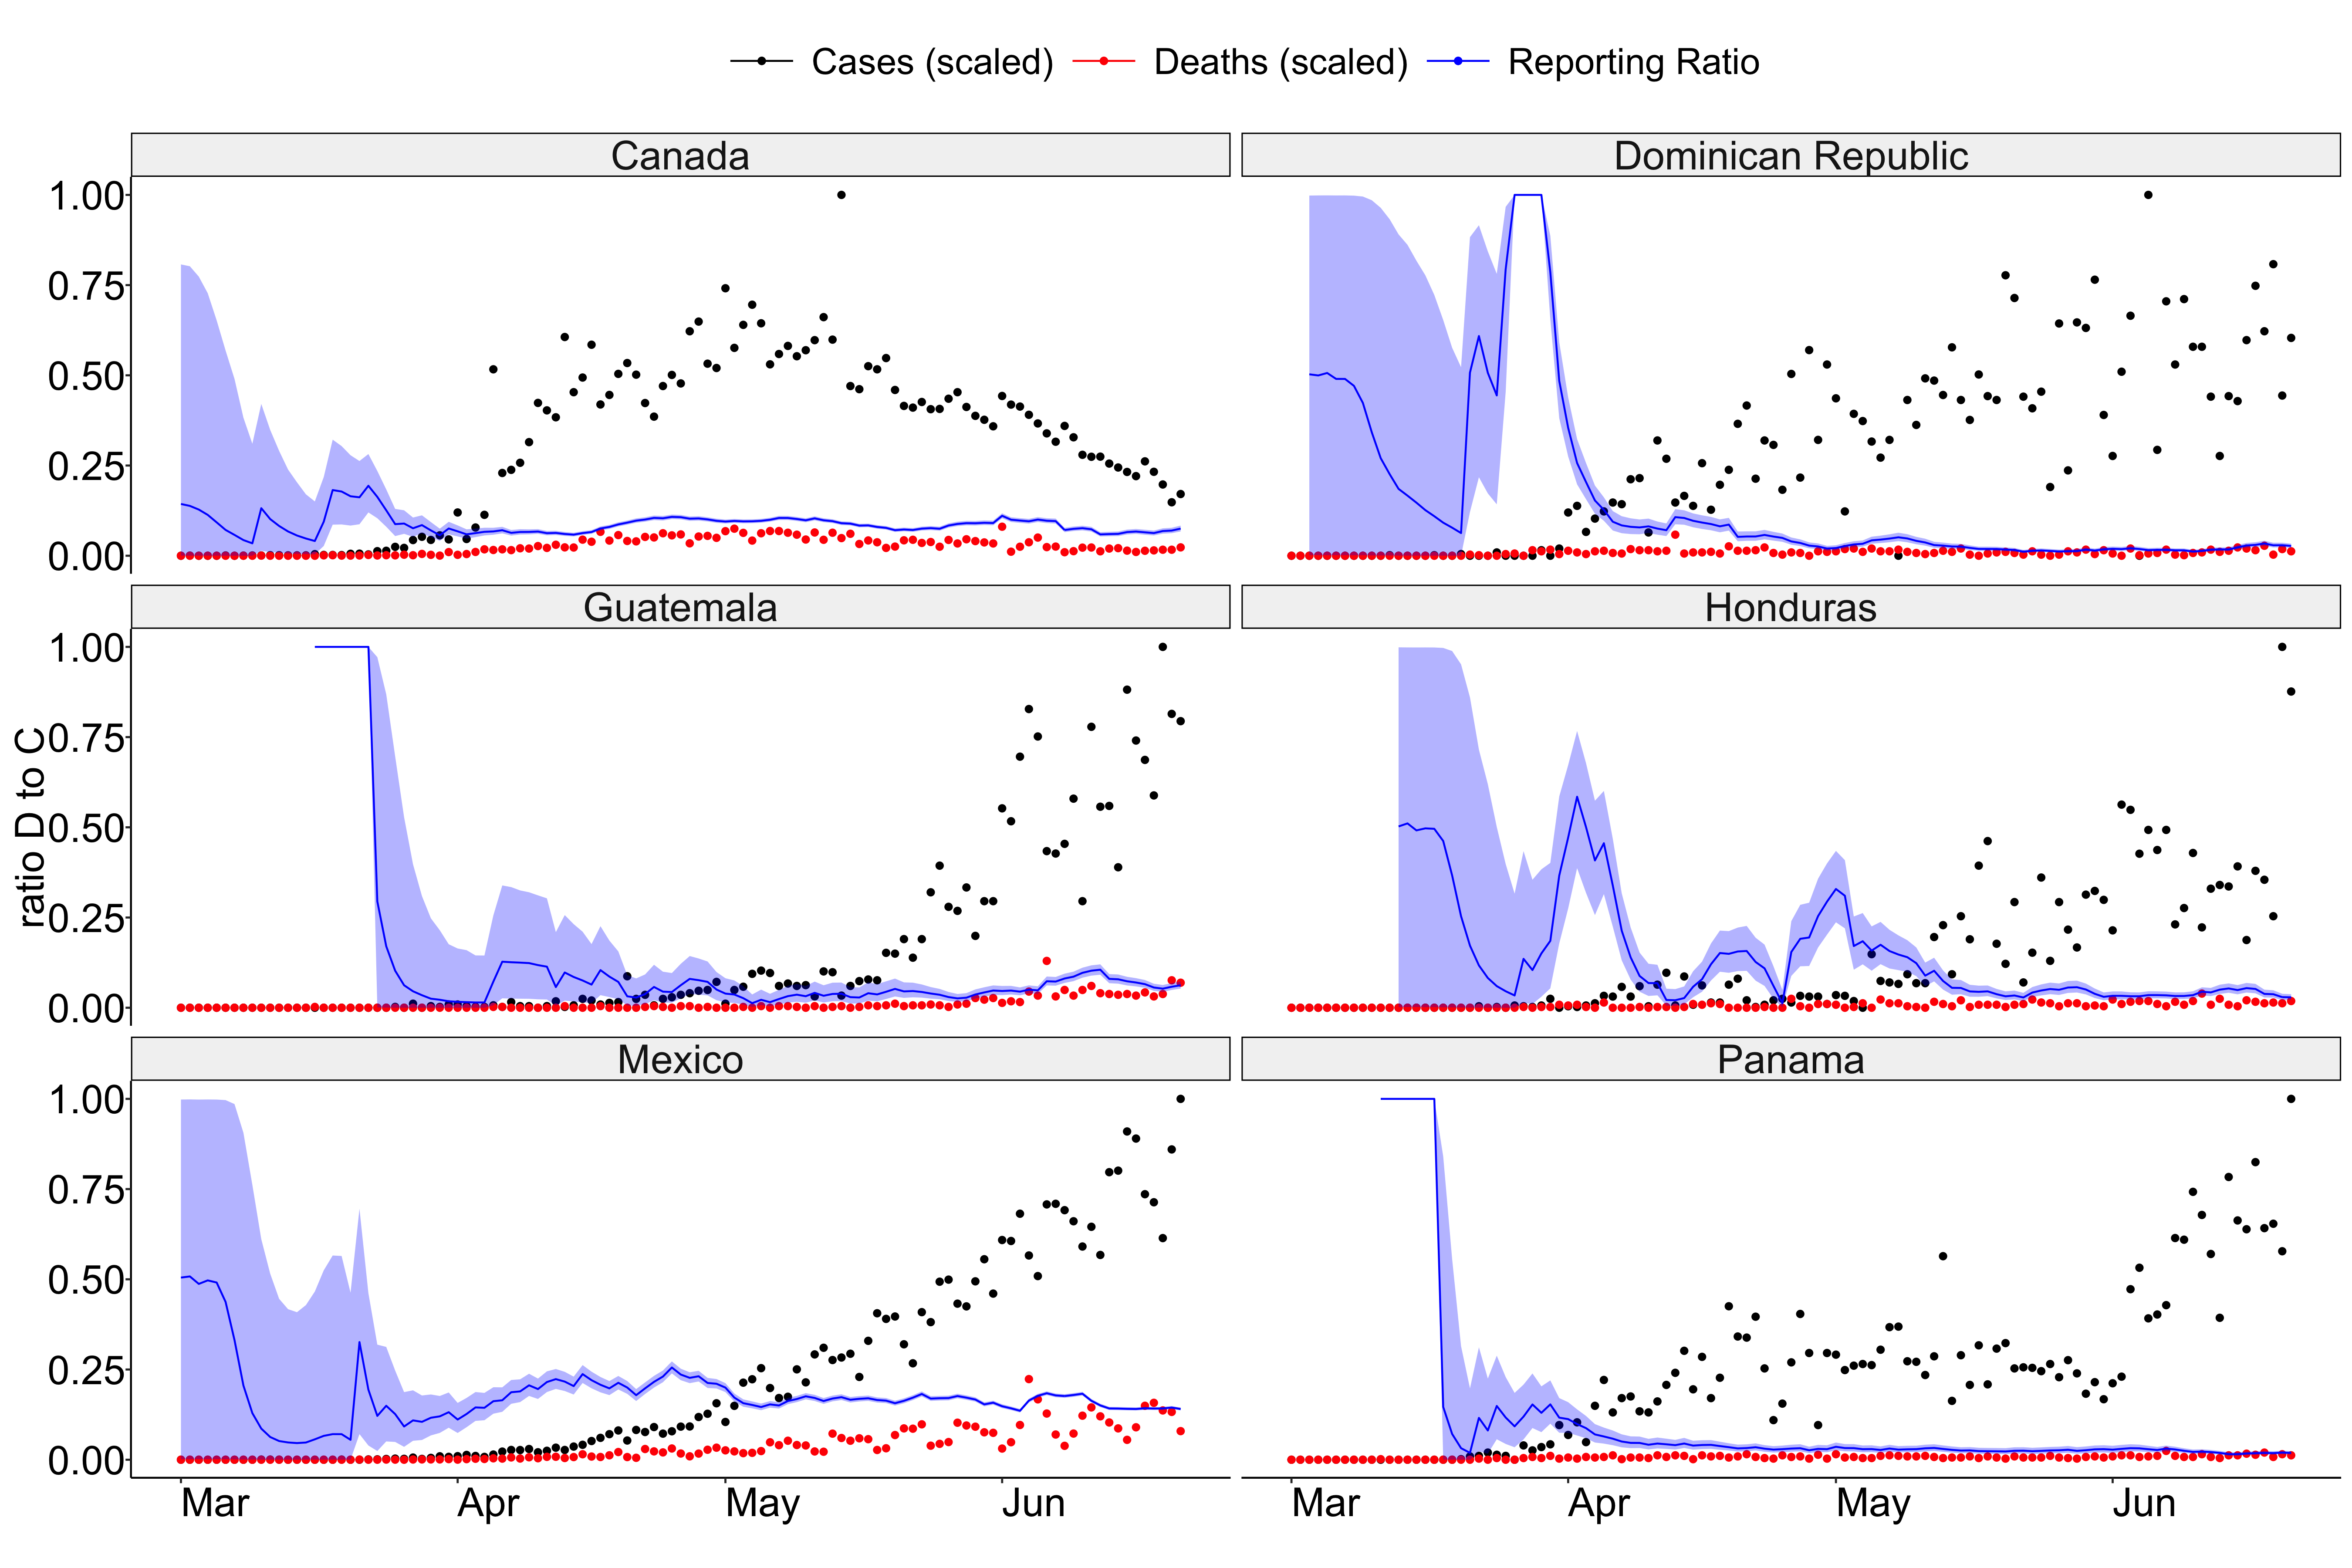 Cases (scaled) Deaths (scaled) Reporting Ratio
Canada Dominican Republic
1.00
0.75
0.50
0.25
0.00
Guatemala Honduras
1.00
0.75
0.50
0.25
0.00
ratio D to C
Mexico Panama
1.00
0.75
0.50
0.25
0.00
Mar Apr May Jun Mar Apr May Jun